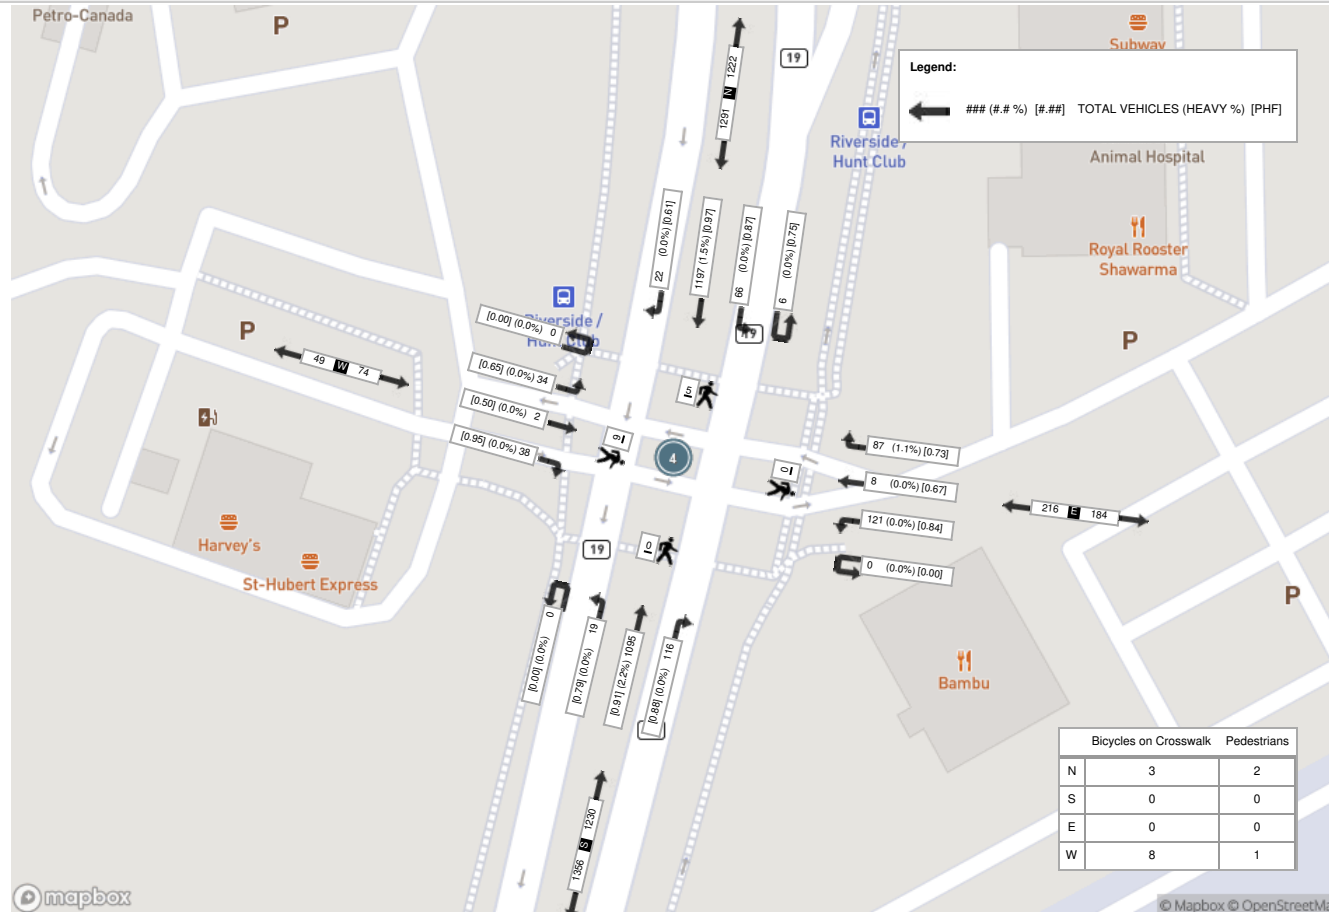 Petro-Canada
P
19
Subway
Legend:
### (#.# %) [#.##] TOTAL VEHICLES (HEAVY %) [PHF]
Riverside /
Hunt Club
Animal Hospital
Royal Rooster
Shawarma
1291 N 1222
22 (0.0%) [0.61]
1197 (1.5%) [0.97]
66 (0.0%) [0.87]
6 (0.0%) [0.75]
Riverside /
Hunt Club
[0.00] (0.0%) 0
19
P
P
49 W 74
[0.65] (0.0%) 34
[0.50] (0.0%) 2
[0.95] (0.0%) 38
5
4
0
87 (1.1%) [0.73]
8 (0.0%) [0.67]
121 (0.0%) [0.84]
0 (0.0%) [0.00]
216 E 184
Harvey's
St-Hubert Express
19
0
P
[0.00] (0.0%) 0
[0.79] (0.0%) 19
[0.91] (2.2%) 1095
[0.88] (0.0%) 116
Bambu
1356 S 1230
Bicycles on Crosswalk Pedestrians
N 3 2
S 0 0
E 0 0
W 8 1
mapbox
© Mapbox © OpenStreetMa